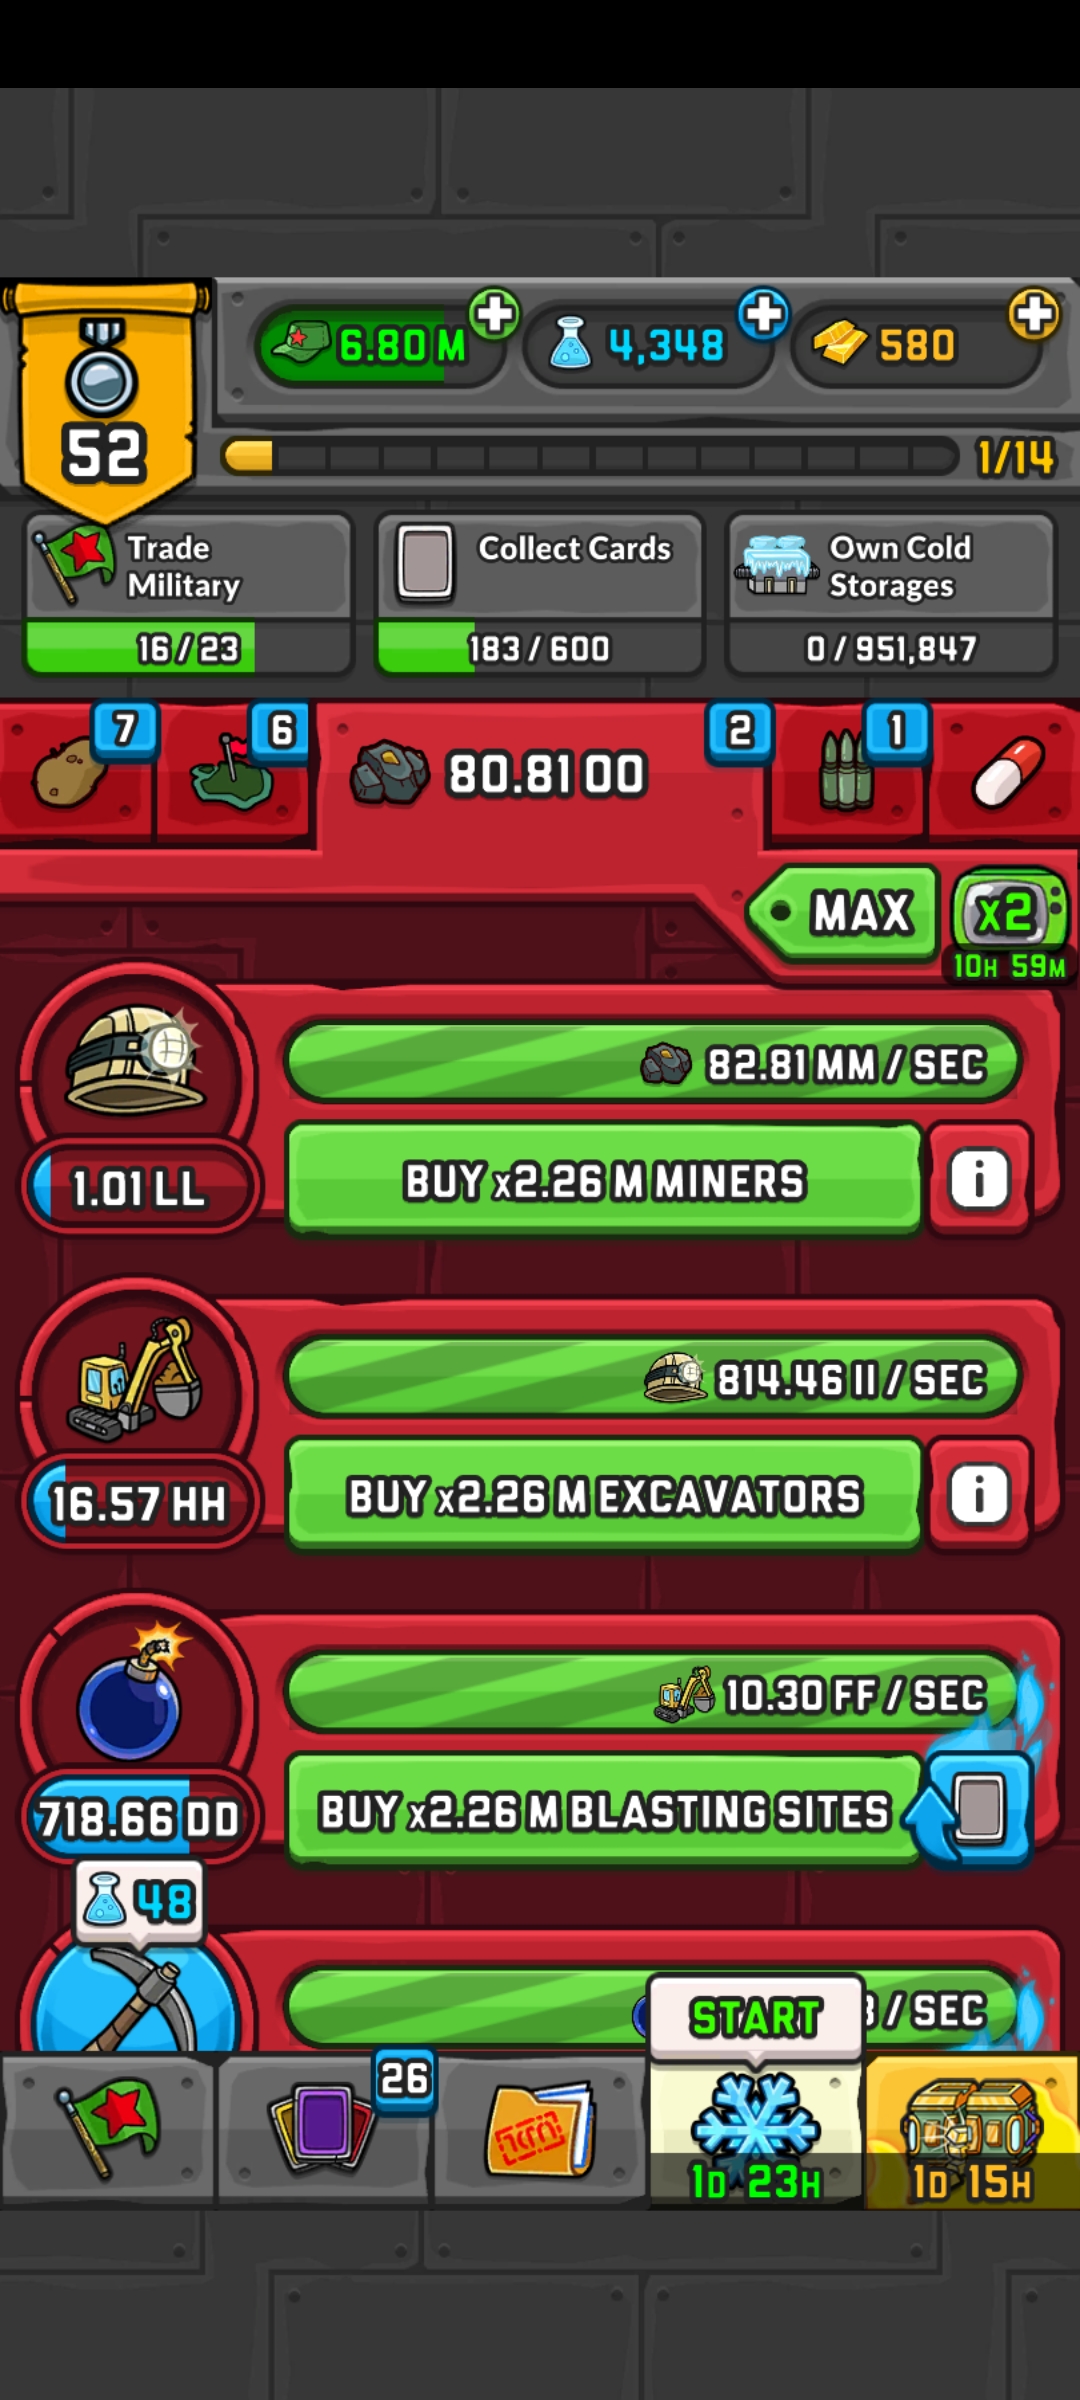 6.80 M
4,348
580
52
1/14
Trade
Military
16/23
Collect Cards
183/600
Own Cold
Storages
0/951,847
7
6
80.81 OO
2
1
MAX
x2
10H 59M
82.81 MM / SEC
1.01 LL
BUY x2.26 M MINERS
i
814.46 II / SEC
16.57 HH
BUY x2.26 M EXCAVATORS
i
10.30 FF / SEC
718.66 DD
BUY x2.26 M BLASTING SITES
48
/ SEC
START
26
1D 23H
1D 15H